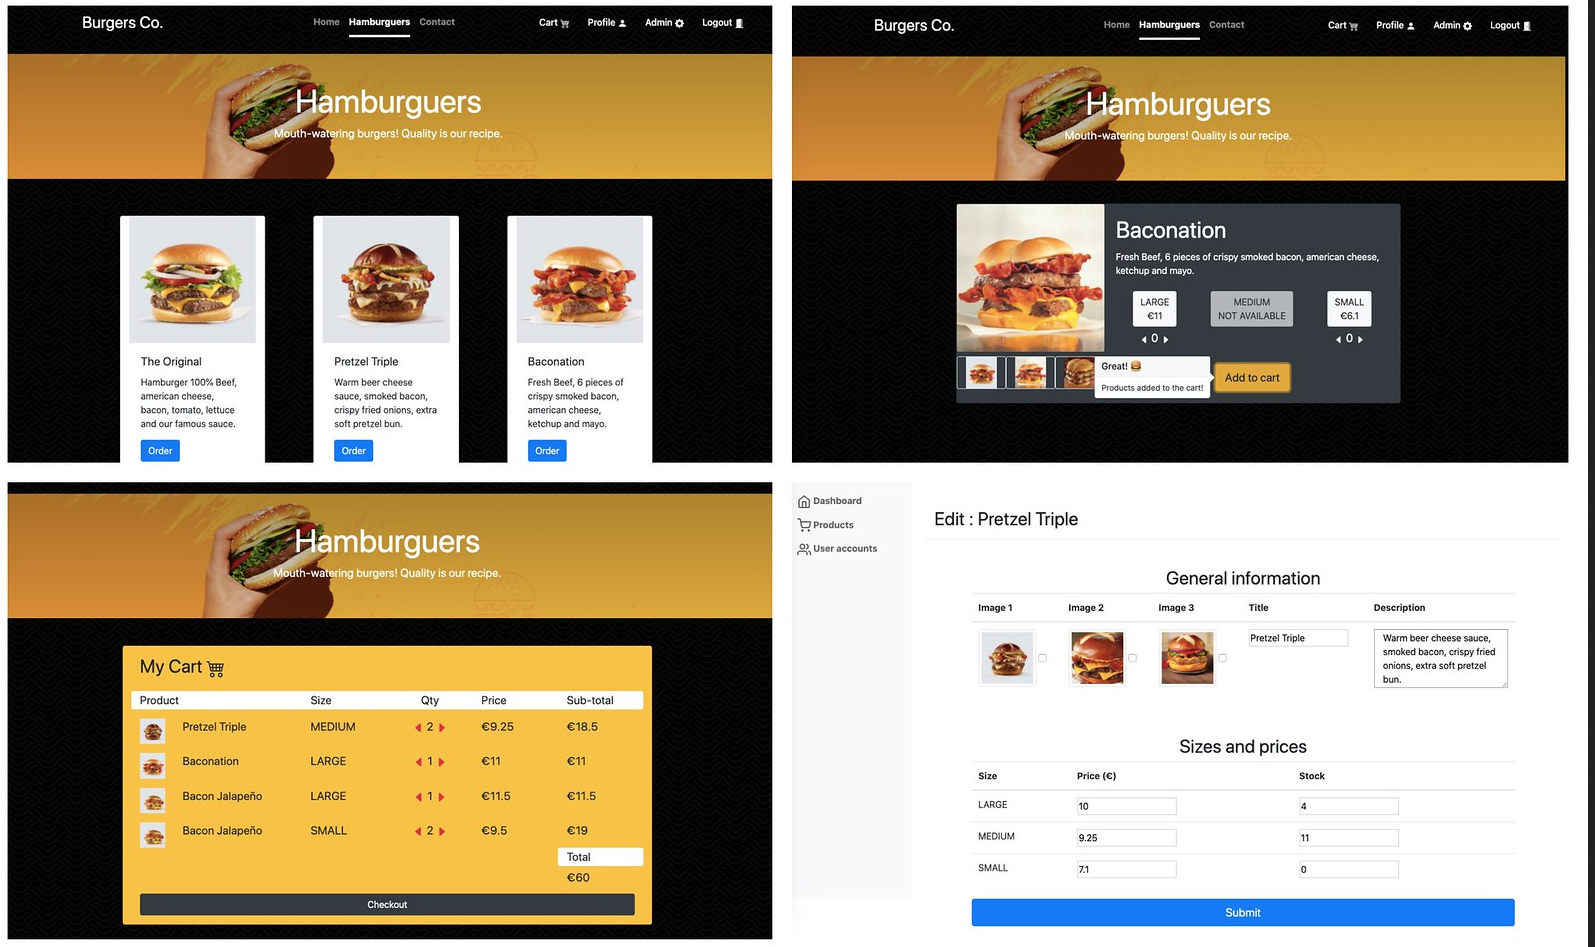 Burgers Co.
Home Hamburguers Contact
Cart Profile Admin Logout
Hamburguers
Mouth-watering burgers! Quality is our recipe.
The Original
Hamburger 100% Beef,
american cheese,
bacon, tomato, lettuce
and our famous sauce.
Order
Pretzel Triple
Warm beer cheese
sauce, smoked bacon,
crispy fried onions, extra
soft pretzel bun.
Order
Baconation
Fresh Beef, 6 pieces of
crispy smoked bacon,
american cheese,
ketchup and mayo.
Order
Burgers Co.
Home Hamburguers Contact
Cart Profile Admin Logout
Hamburguers
Mouth-watering burgers! Quality is our recipe.
Baconation
Fresh Beef, 6 pieces of crispy smoked bacon, american cheese,
ketchup and mayo.
LARGE
€11
0
MEDIUM
NOT AVAILABLE
SMALL
€6.1
0
Great!
Products added to the cart!
Add to cart
Hamburguers
Mouth-watering burgers! Quality is our recipe.
My Cart
Product Size Qty Price Sub-total
Pretzel Triple MEDIUM 2 €9.25 €18.5
Baconation LARGE 1 €11 €11
Bacon Jalapeño LARGE 1 €11.5 €11.5
Bacon Jalapeño SMALL 2 €9.5 €19
Total
€60
Checkout
Dashboard
Products
User accounts
Edit : Pretzel Triple
General information
Image 1 Image 2 Image 3 Title Description
Pretzel Triple
Warm beer cheese sauce,
smoked bacon, crispy fried
onions, extra soft pretzel
bun.
Sizes and prices
Size Price (€) Stock
LARGE 10 4
MEDIUM 9.25 11
SMALL 7.1 0
Submit